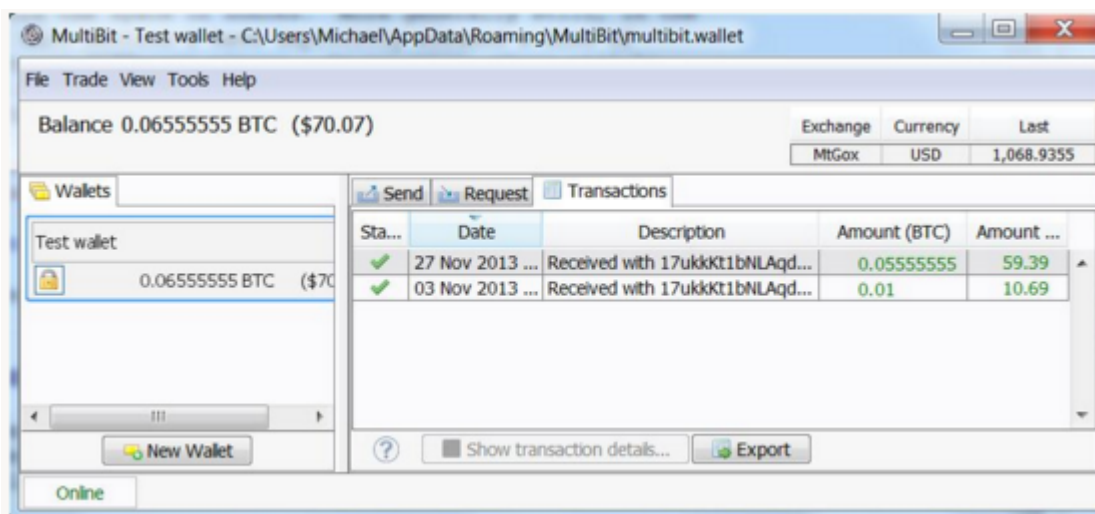 MultiBit - Test wallet - C:\Users\Michael\AppData\Roaming\MultiBit\multibit.wallet
File Trade View Tools Help
Balance 0.06555555 BTC ($70.07)
Exchange Currency Last
MtGox USD 1,068.9355
Wallets
Test wallet
0.06555555 BTC ($70
New Wallet
Send Request Transactions
Sta... Date Description Amount (BTC) Amount ...
27 Nov 2013 ... Received with 17ukkKt1bNLAqd... 0.05555555 59.39
03 Nov 2013 ... Received with 17ukkKt1bNLAqd... 0.01 10.69
? Show transaction details... Export
Online